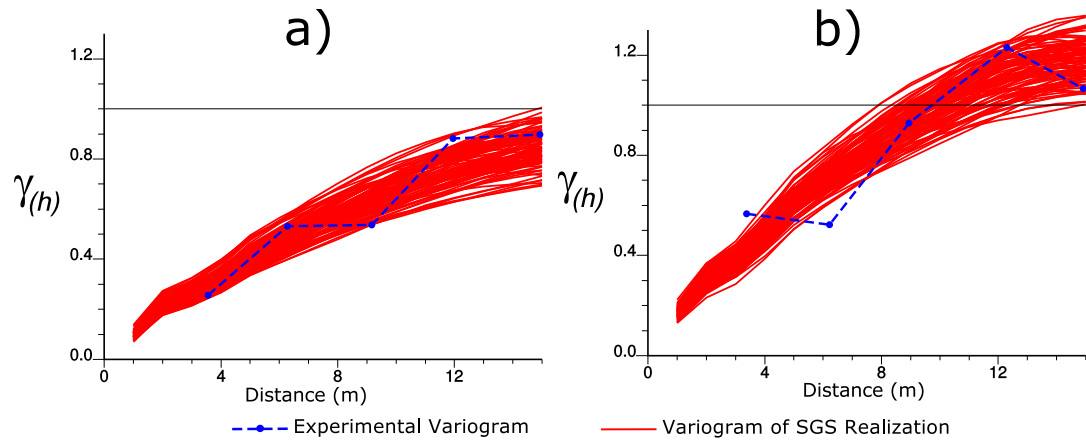 a)
b)
1.2
0.8
0.4
0.0
γ(h)
0
4
8
12
Distance (m)
1.2
0.8
0.4
0.0
γ(h)
0
4
8
12
Distance (m)
Experimental Variogram
Variogram of SGS Realization